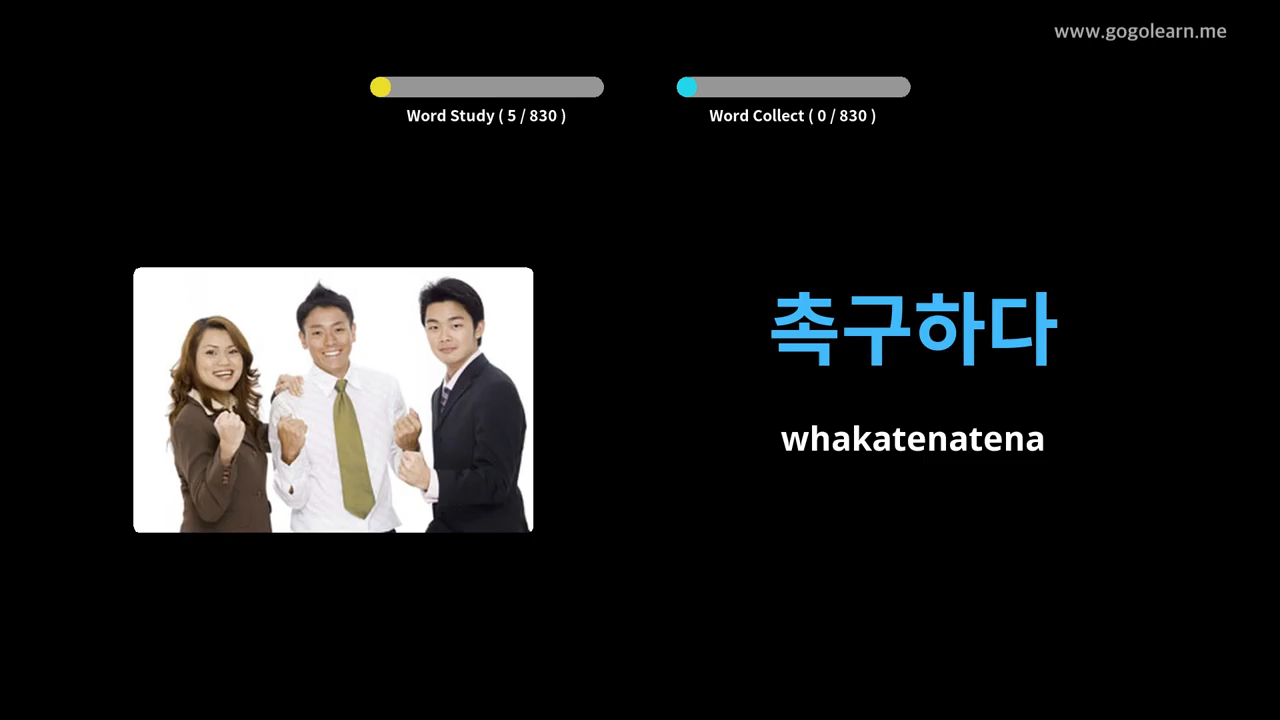 www.gogolearn.me
Word Study ( 5 / 830 )
Word Collect ( 0 / 830 )
촉구하다
whakatenatena